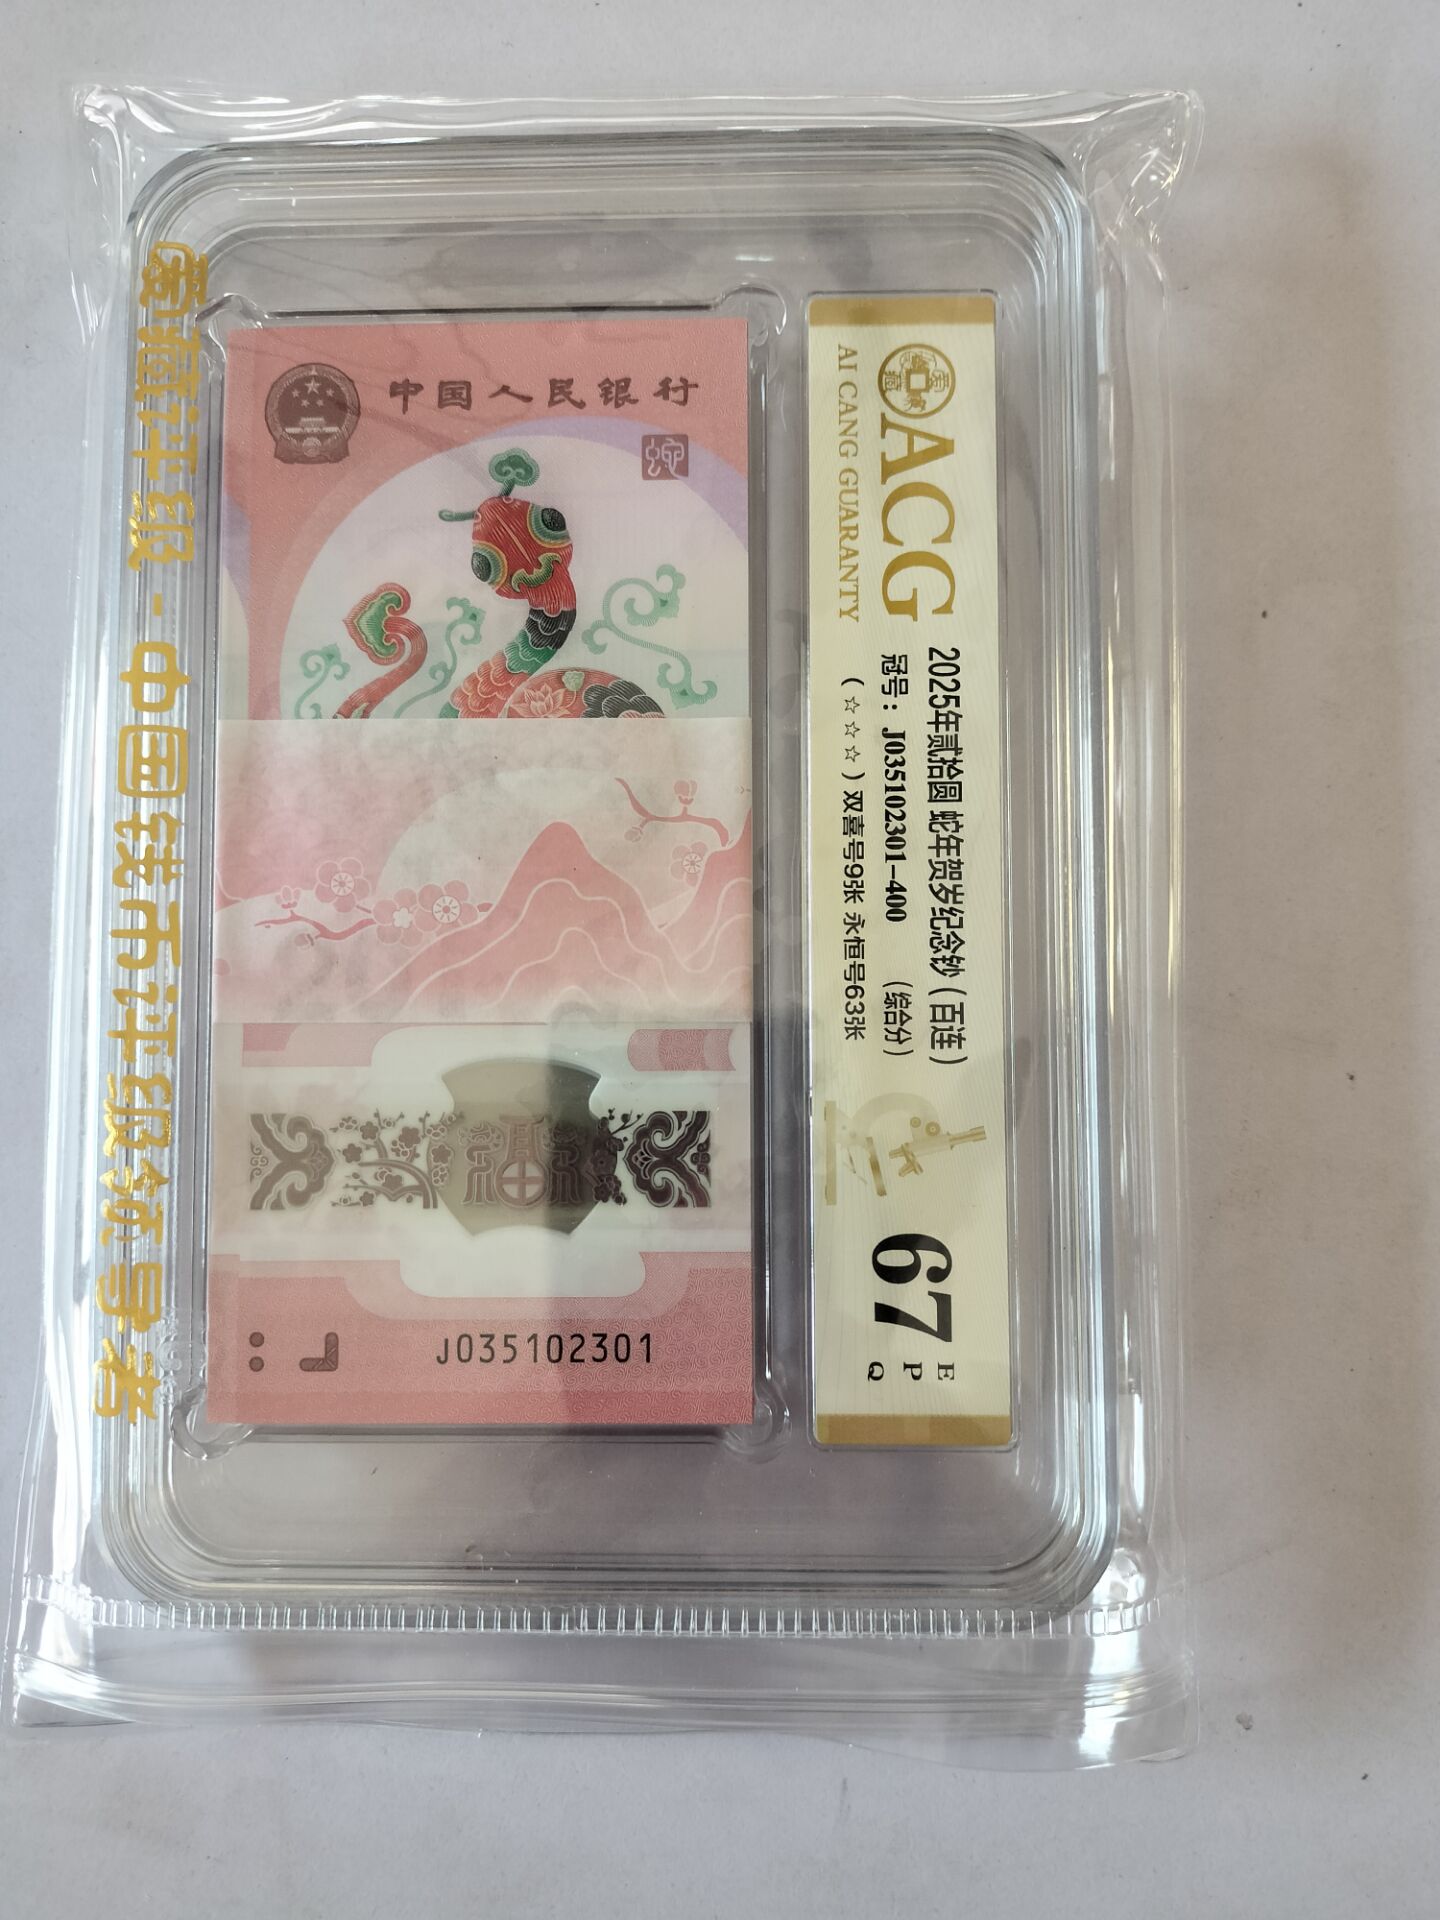 爱藏评级 - 中国钱币评级领导者
中国人民银行
蛇
J035102301
爱藏
ACG
AI CANG GUARANTY
2025年贰拾圆 蛇年贺岁纪念钞（百连）
冠号：J035102301-400 （综合分）
（☆☆☆）双喜号9张 永恒号63张
67
E
P
Q